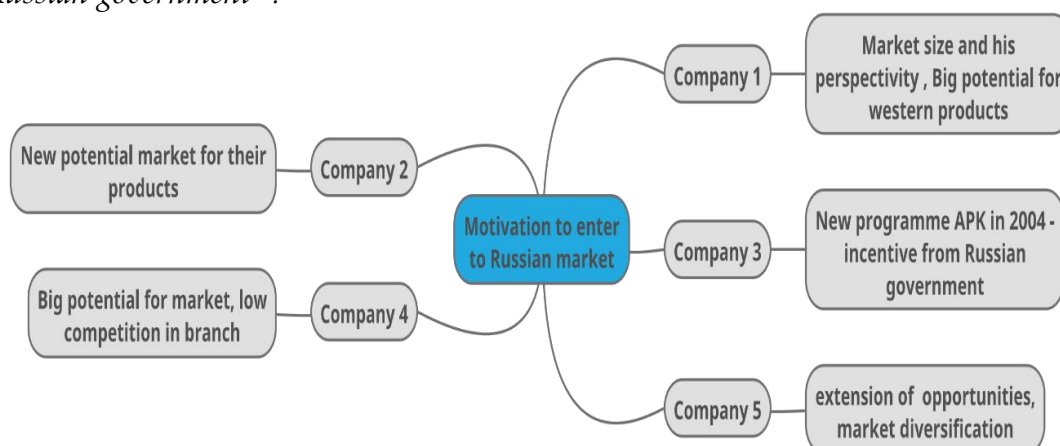 Russian government
Company 1
Market size and his
perspectivity , Big potential for
western products
New potential market for their
products
Company 2
Motivation to enter
to Russian market
Company 3
New programme APK in 2004 -
incentive from Russian
government
Big potential for market, low
competition in branch
Company 4
Company 5
extension of opportunities,
market diversification